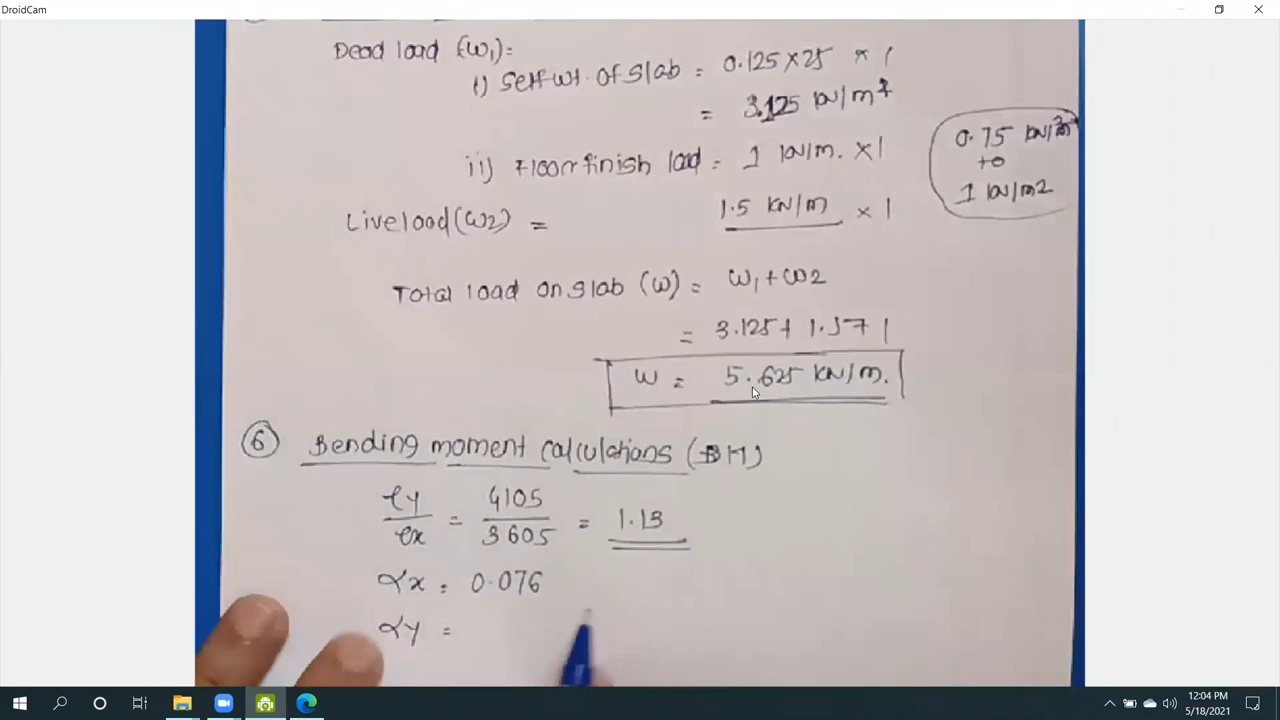 DroidCam
Dead load (W1):
i) Self wt. of slab = 0.125 × 25 × 1
= 3.125 kN/m²
ii) Floor finish load = 1 kN/m. × 1
0.75 kN/m²
to
1 kN/m2
Live load (W2) = 1.5 kN/m × 1
Total load on slab (W) = W1 + W2
= 3.125 + 1.5 + 1
W = 5.625 kN/m.
6 Bending moment calculations (BM)
ly/lx = 4105/3605 = 1.13
αx = 0.076
αy =
12:04 PM
5/18/2021